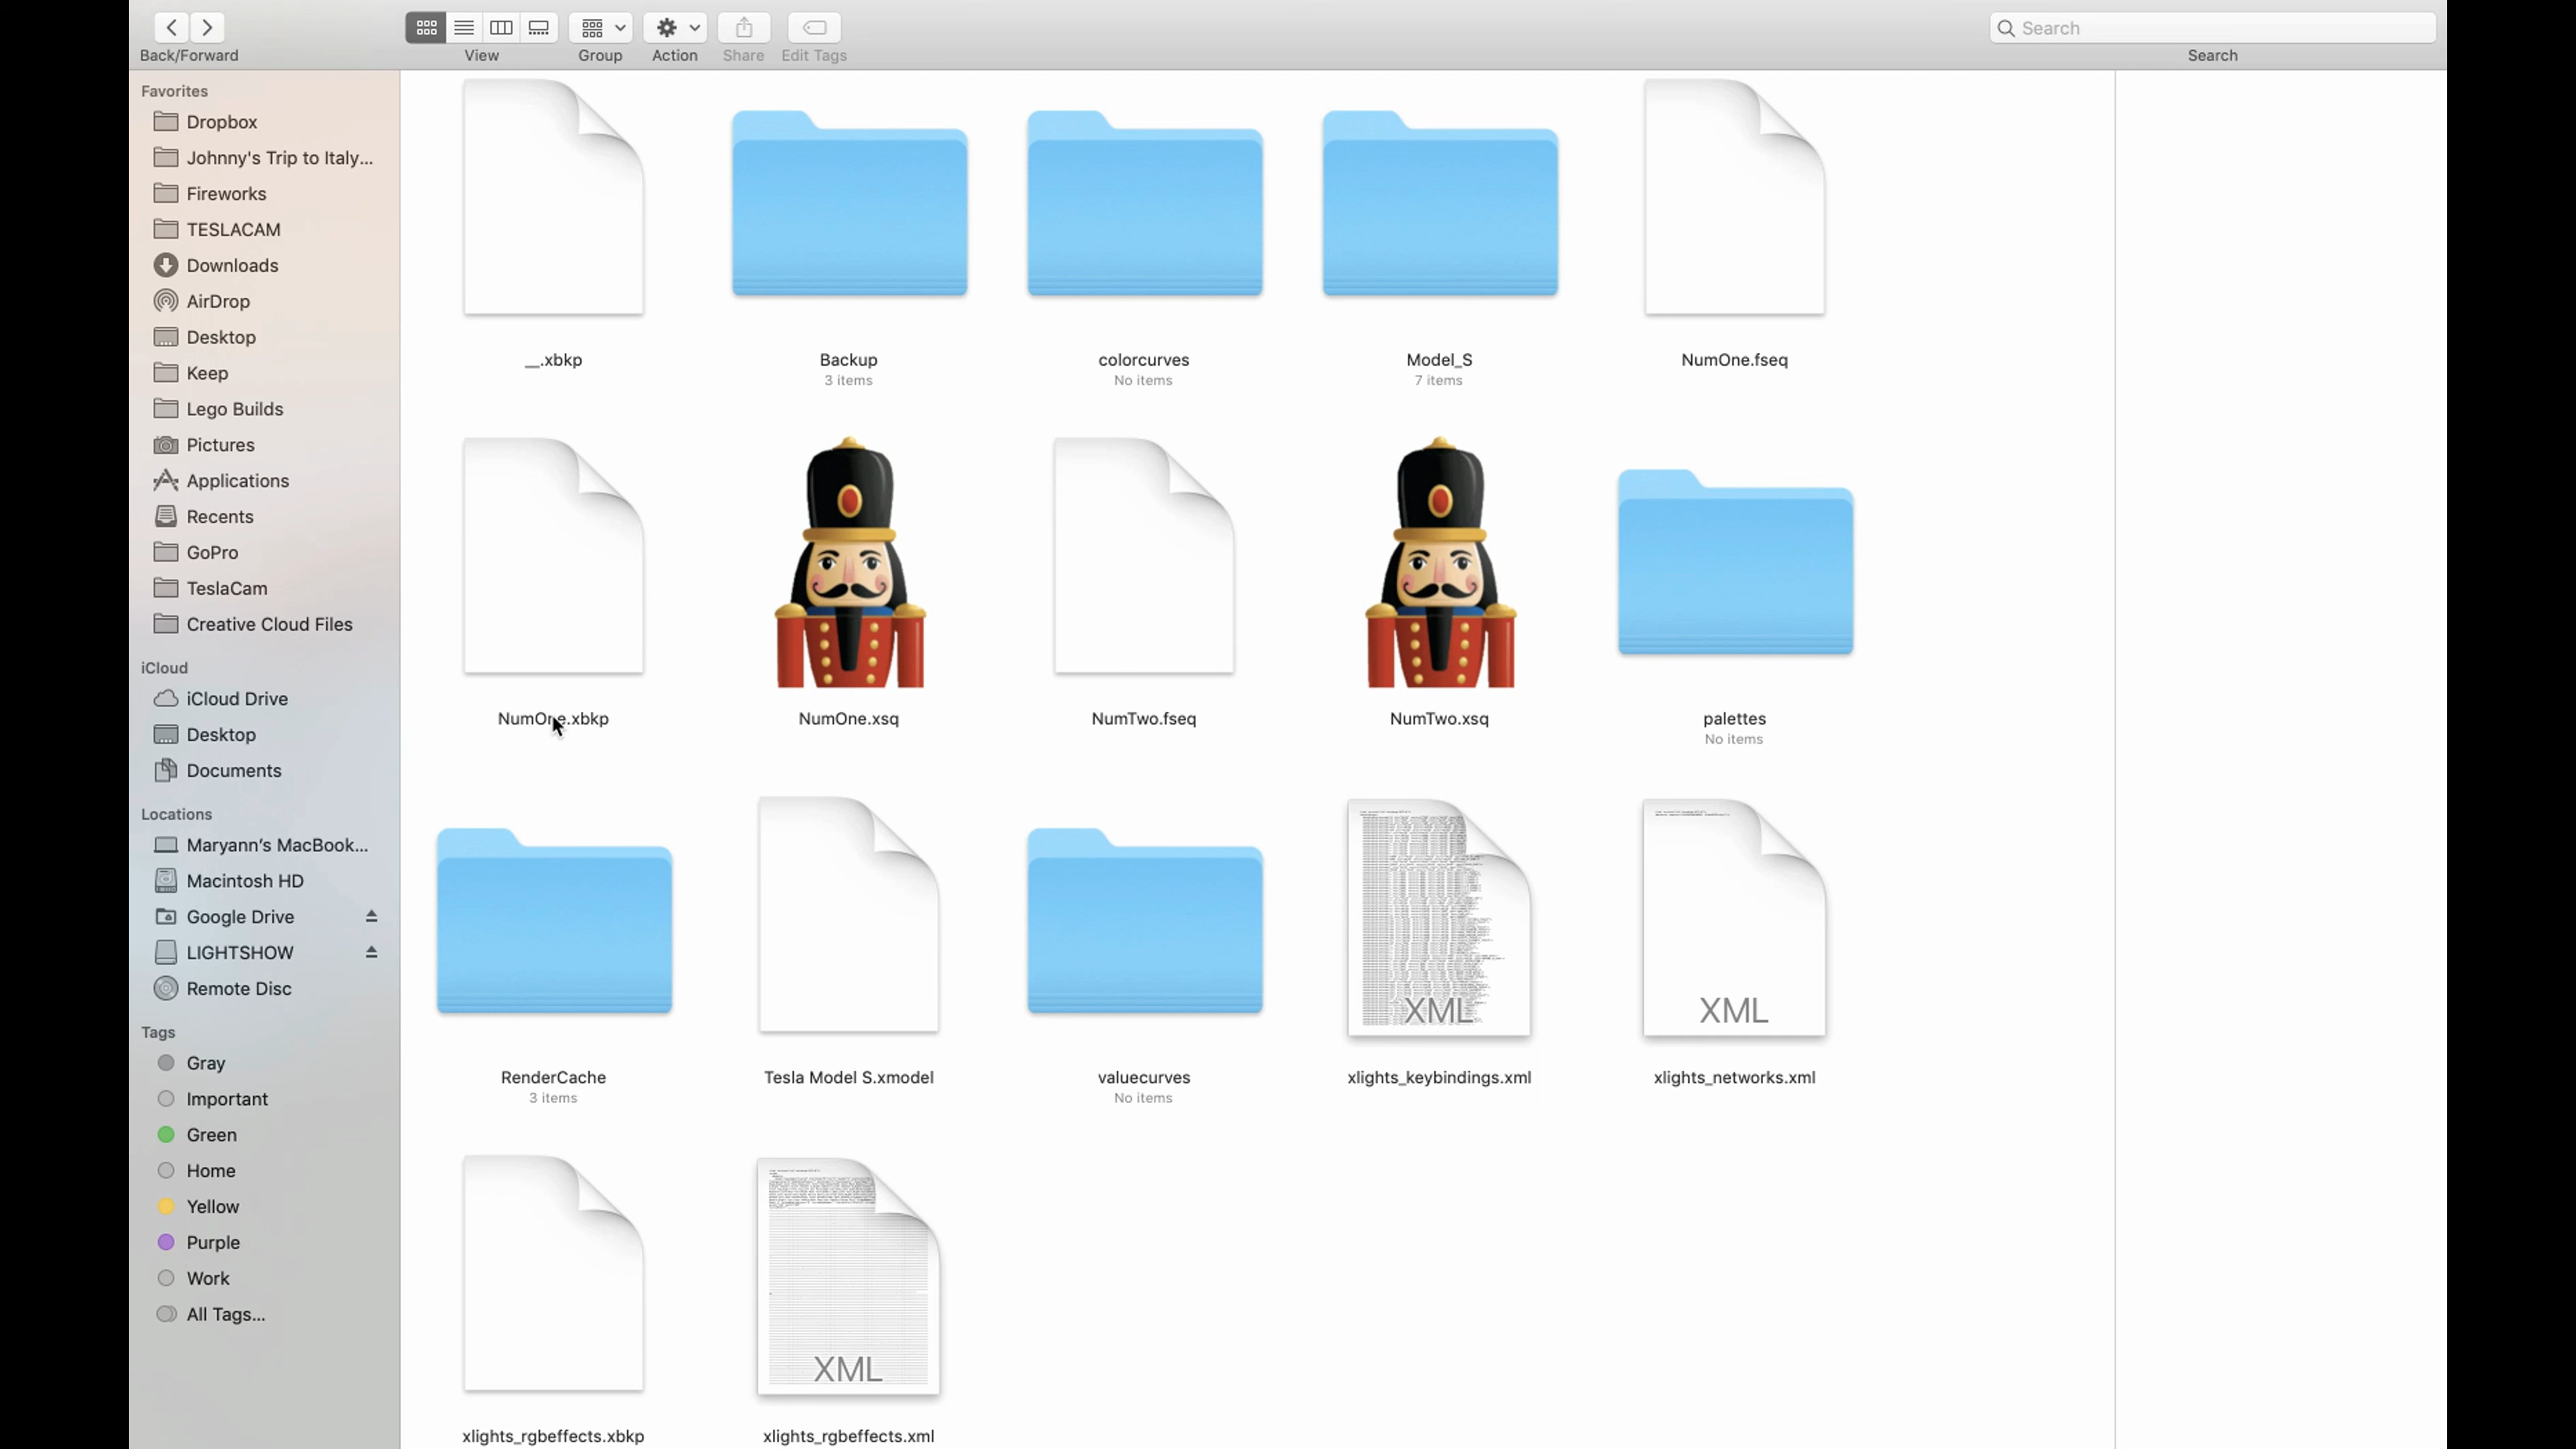 Back/Forward
View
Group
Action
Share
Edit Tags
Search
Search
Favorites
Dropbox
Johnny's Trip to Italy...
Fireworks
TESLACAM
Downloads
AirDrop
Desktop
Keep
Lego Builds
Pictures
Applications
Recents
GoPro
TeslaCam
Creative Cloud Files
iCloud
iCloud Drive
Desktop
Documents
Locations
Maryann's MacBook...
Macintosh HD
Google Drive
LIGHTSHOW
Remote Disc
Tags
Gray
Important
Green
Home
Yellow
Purple
Work
All Tags...
__.xbkp
Backup
3 items
colorcurves
No items
Model_S
7 items
NumOne.fseq
NumOne.xbkp
NumOne.xsq
NumTwo.fseq
NumTwo.xsq
palettes
No items
RenderCache
3 items
Tesla Model S.xmodel
valuecurves
No items
XML
xlights_keybindings.xml
XML
xlights_networks.xml
xlights_rgbeffects.xbkp
XML
xlights_rgbeffects.xml